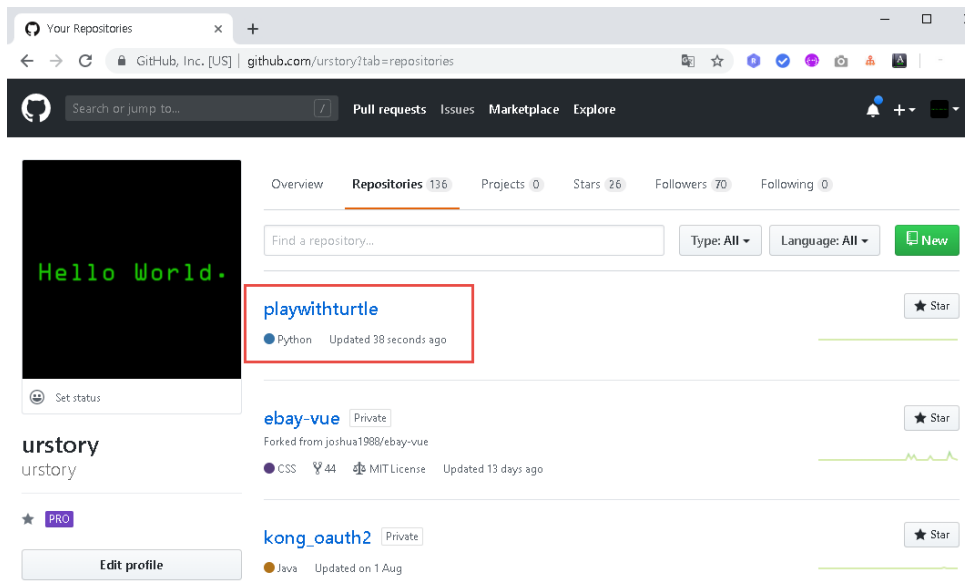 Your Repositories
GitHub, Inc. [US] | github.com/urstory?tab=repositories
Search or jump to... /
Pull requests Issues Marketplace Explore
Hello World.
Overview Repositories 136 Projects 0 Stars 26 Followers 70 Following 0
Find a repository... Type: All Language: All New
playwithturtle Star
Python Updated 38 seconds ago
Set status
ebay-vue Private Star
Forked from joshua1988/ebay-vue
CSS 44 MIT License Updated 13 days ago
urstory
urstory
PRO
kong_oauth2 Private Star
Java Updated on 1 Aug
Edit profile